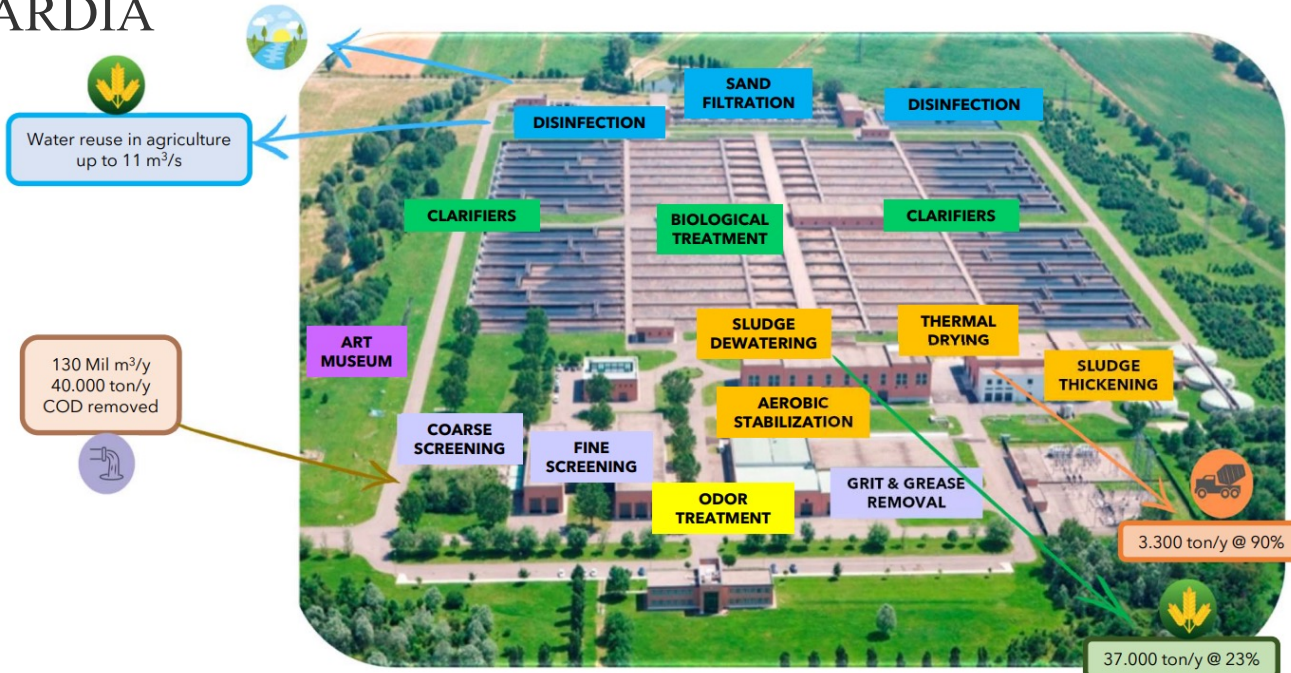 ARDIA
SAND
FILTRATION
DISINFECTION
DISINFECTION
Water reuse in agriculture
up to 11 m³/s
CLARIFIERS
BIOLOGICAL
TREATMENT
CLARIFIERS
ART
MUSEUM
SLUDGE
DEWATERING
THERMAL
DRYING
SLUDGE
THICKENING
130 Mil m³/y
40.000 ton/y
COD removed
AEROBIC
STABILIZATION
COARSE
SCREENING
FINE
SCREENING
GRIT & GREASE
REMOVAL
ODOR
TREATMENT
3.300 ton/y @ 90%
37.000 ton/y @ 23%